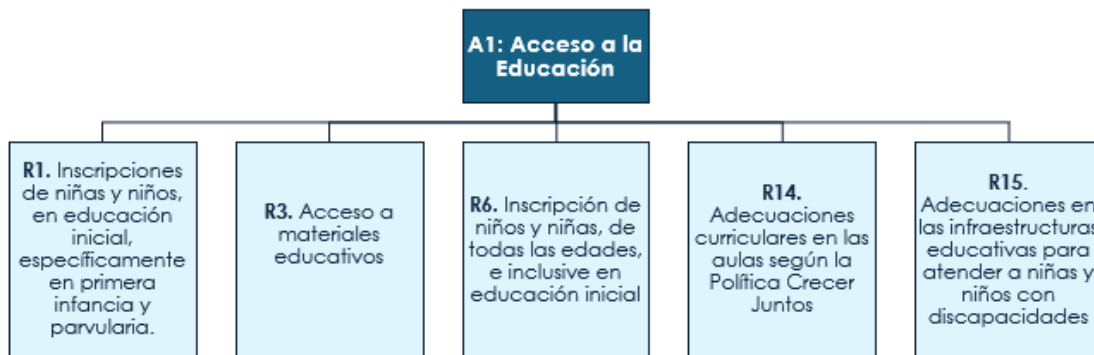 A1: Acceso a la
Educación
R1. Inscripciones
de niñas y niños,
en educación
inicial,
específicamente
en primera
infancia y
parvularia.
R3. Acceso a
materiales
educativos
R6. Inscripción de
niños y niñas, de
todas las edades,
e inclusive en
educación inicial
R14.
Adecuaciones
curriculares en las
aulas según la
Política Crecer
Juntos
R15.
Adecuaciones en
las infraestructuras
educativas para
atender a niñas y
niños con
discapacidades